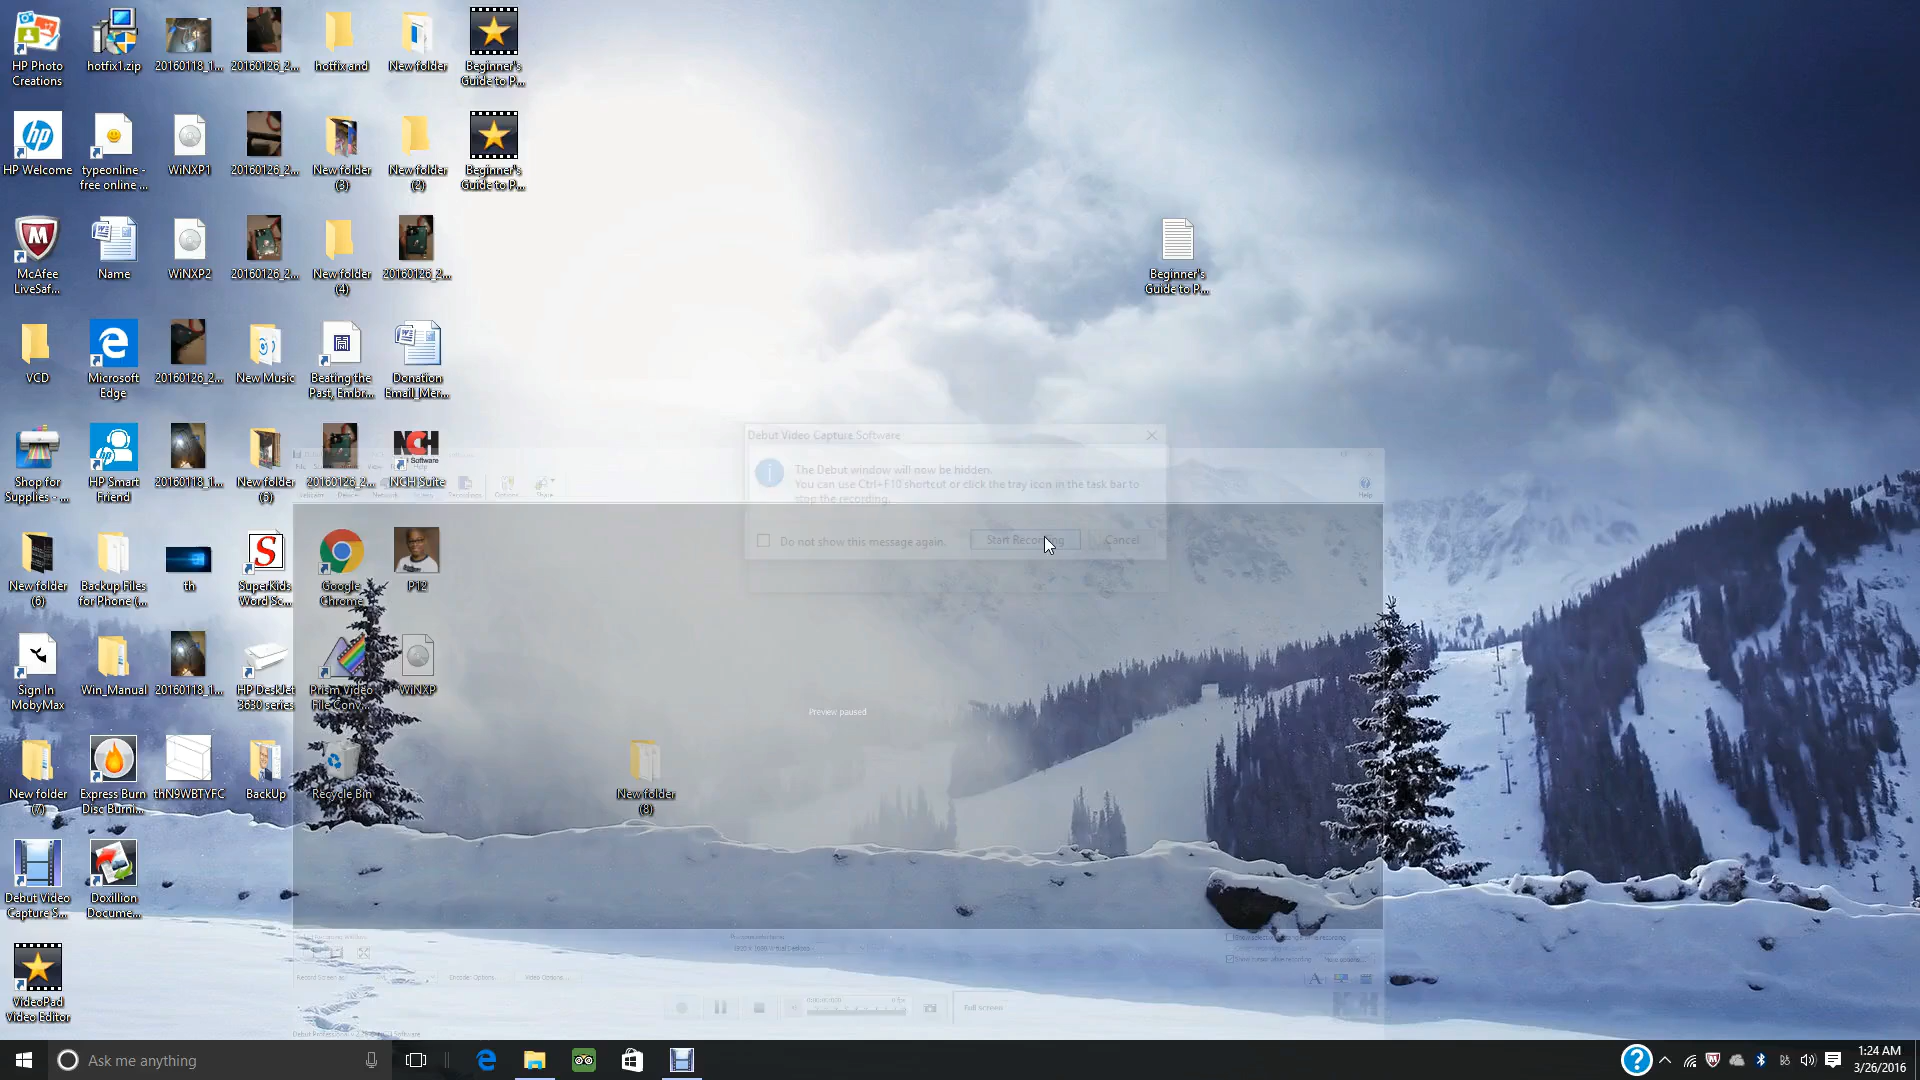 HP Photo
Creations
hotfix1.zip
20160118_1...
20160126_2...
hotfix and
New folder
Beginner's
Guide to P...
HP Welcome
typeonline -
free online ...
WiNXP1
20160126_2...
New folder
(3)
New folder
(2)
Beginner's
Guide to P...
McAfee
LiveSaf...
Name
WiNXP2
20160126_2...
New folder
(4)
20160126_2...
Beginner's
Guide to P...
VCD
Microsoft
Edge
20160126_2...
New Music
Beating the
Past, Embr...
Donation
Email_Mer...
Shop for
Supplies - ...
HP Smart
Friend
20160118_1...
New folder
(5)
20160126_2...
NCH
Software
NCH Suite
Debut Video Capture Software
The Debut window will now be hidden.
You can use Ctrl+F10 shortcut or click the tray icon in the task bar to
stop the recording.
Do not show this message again.
Start Recording
Cancel
Help
New folder
(6)
Backup Files
for Phone (...
th
SuperKids
Word Sc...
Google
Chrome
P12
Sign In
MobyMax
Win_Manual
20160118_1...
HP DeskJet
3630 series
Prism Video
File Conv...
WiNXP
Preview paused
New folder
(7)
Express Burn
Disc Burni...
thN9WBTYFC
BackUp
Recycle Bin
New folder
(8)
Debut Video
Capture S...
Doxillion
Docume...
VideoPad
Video Editor
Full screen
Ask me anything
1:24 AM
3/26/2016